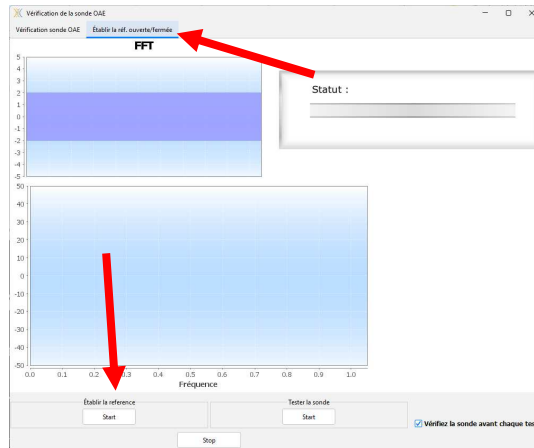 Vérification de la sonde OAE
Vérification sonde OAE
Établir la réf. ouverte/fermée
FFT
5
4
3
2
1
0
-1
-2
-3
-4
-5
Statut :
50
40
30
20
10
0
-10
-20
-30
-40
-50
0.0 0.1 0.2 0.3 0.4 0.5 0.6 0.7 0.8 0.9 1.0
Fréquence
Établir la reference
Start
Tester la sonde
Start
Vérifiez la sonde avant chaque tes
Stop